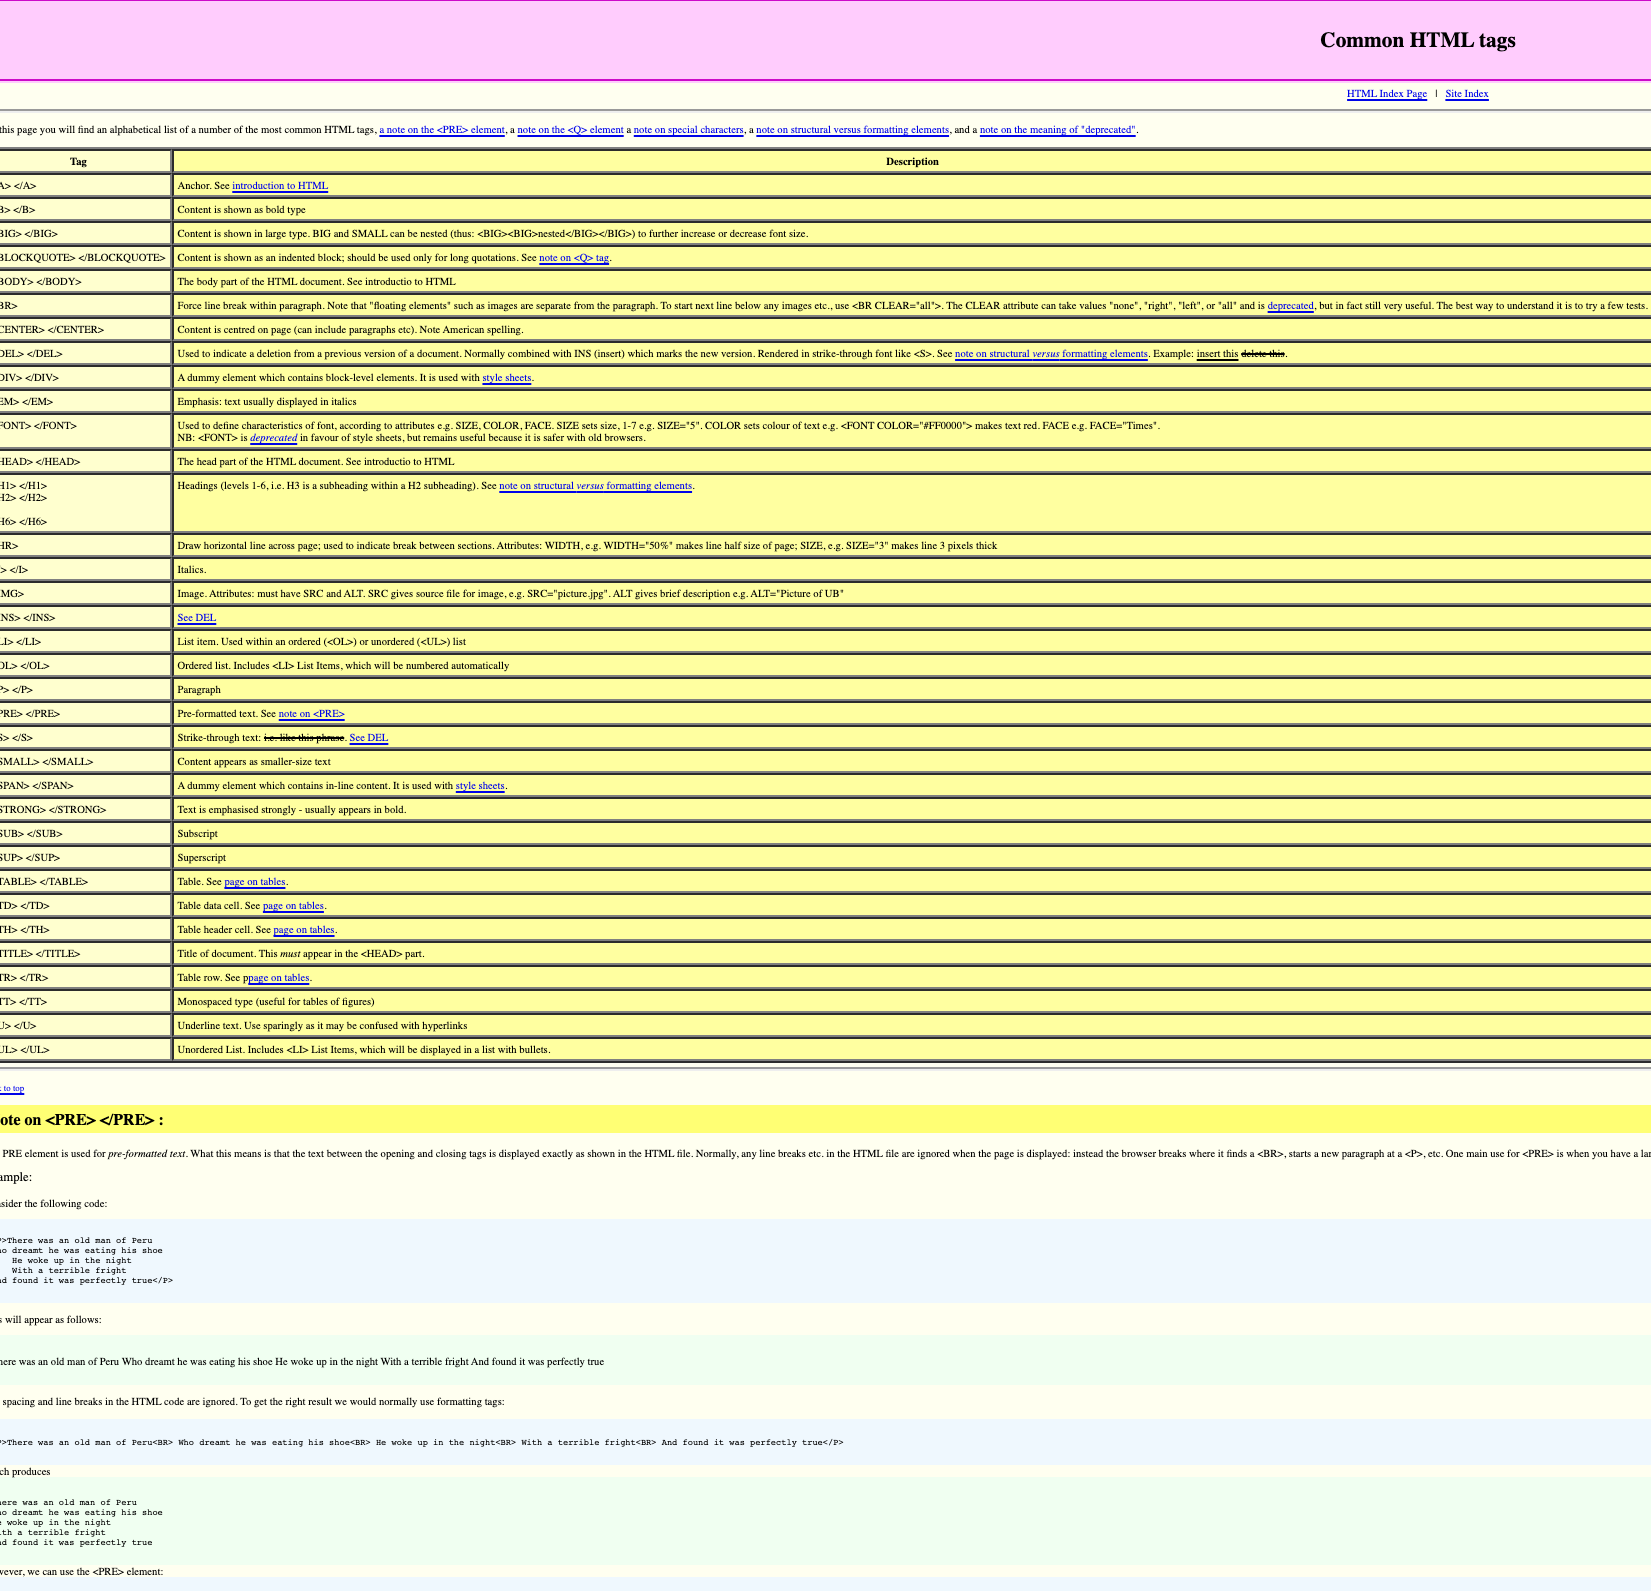 Common HTML tags
HTML Index Page | Site Index
this page you will find an alphabetical list of a number of the most common HTML tags, a note on the <PRE> element, a note on the <Q> element a note on special characters, a note on structural versus formatting elements, and a note on the meaning of "deprecated".
Tag Description
A> </A> Anchor. See introduction to HTML
B> </B> Content is shown as bold type
BIG> </BIG> Content is shown in large type. BIG and SMALL can be nested (thus: <BIG><BIG>nested</BIG></BIG>) to further increase or decrease font size.
BLOCKQUOTE> </BLOCKQUOTE> Content is shown as an indented block; should be used only for long quotations. See note on <Q> tag.
BODY> </BODY> The body part of the HTML document. See introductio to HTML
BR> Force line break within paragraph. Note that "floating elements" such as images are separate from the paragraph. To start next line below any images etc., use <BR CLEAR="all">. The CLEAR attribute can take values "none", "right", "left", or "all" and is deprecated, but in fact still very useful. The best way to understand it is to try a few tests.
CENTER> </CENTER> Content is centred on page (can include paragraphs etc). Note American spelling.
DEL> </DEL> Used to indicate a deletion from a previous version of a document. Normally combined with INS (insert) which marks the new version. Rendered in strike-through font like <S>. See note on structural versus formatting elements. Example: insert this delete this.
DIV> </DIV> A dummy element which contains block-level elements. It is used with style sheets.
EM> </EM> Emphasis: text usually displayed in italics
FONT> </FONT> Used to define characteristics of font, according to attributes e.g. SIZE, COLOR, FACE. SIZE sets size, 1-7 e.g. SIZE="5". COLOR sets colour of text e.g. <FONT COLOR="#FF0000"> makes text red. FACE e.g. FACE="Times".
NB: <FONT> is deprecated in favour of style sheets, but remains useful because it is safer with old browsers.
HEAD> </HEAD> The head part of the HTML document. See introductio to HTML
H1> </H1> Headings (levels 1-6, i.e. H3 is a subheading within a H2 subheading). See note on structural versus formatting elements.
H2> </H2>
H6> </H6>
HR> Draw horizontal line across page; used to indicate break between sections. Attributes: WIDTH, e.g. WIDTH="50%" makes line half size of page; SIZE, e.g. SIZE="3" makes line 3 pixels thick
> </I> Italics.
IMG> Image. Attributes: must have SRC and ALT. SRC gives source file for image, e.g. SRC="picture.jpg". ALT gives brief description e.g. ALT="Picture of UB"
INS> </INS> See DEL
LI> </LI> List item. Used within an ordered (<OL>) or unordered (<UL>) list
OL> </OL> Ordered list. Includes <LI> List Items, which will be numbered automatically
P> </P> Paragraph
PRE> </PRE> Pre-formatted text. See note on <PRE>
S> </S> Strike-through text: i.e. like this phrase. See DEL
SMALL> </SMALL> Content appears as smaller-size text
SPAN> </SPAN> A dummy element which contains in-line content. It is used with style sheets.
STRONG> </STRONG> Text is emphasised strongly - usually appears in bold.
SUB> </SUB> Subscript
SUP> </SUP> Superscript
TABLE> </TABLE> Table. See page on tables.
TD> </TD> Table data cell. See page on tables.
TH> </TH> Table header cell. See page on tables.
TITLE> </TITLE> Title of document. This must appear in the <HEAD> part.
TR> </TR> Table row. See ppage on tables.
TT> </TT> Monospaced type (useful for tables of figures)
U> </U> Underline text. Use sparingly as it may be confused with hyperlinks
UL> </UL> Unordered List. Includes <LI> List Items, which will be displayed in a list with bullets.
to top
ote on <PRE> </PRE> :
PRE element is used for pre-formatted text. What this means is that the text between the opening and closing tags is displayed exactly as shown in the HTML file. Normally, any line breaks etc. in the HTML file are ignored when the page is displayed: instead the browser breaks where it finds a <BR>, starts a new paragraph at a <P>, etc. One main use for <PRE> is when you have a lar
ample:
sider the following code:
P>There was an old man of Peru
ho dreamt he was eating his shoe
He woke up in the night
With a terrible fright
nd found it was perfectly true</P>
s will appear as follows:
here was an old man of Peru Who dreamt he was eating his shoe He woke up in the night With a terrible fright And found it was perfectly true
spacing and line breaks in the HTML code are ignored. To get the right result we would normally use formatting tags:
P>There was an old man of Peru<BR> Who dreamt he was eating his shoe<BR> He woke up in the night<BR> With a terrible fright<BR> And found it was perfectly true</P>
ch produces
here was an old man of Peru
ho dreamt he was eating his shoe
e woke up in the night
ith a terrible fright
nd found it was perfectly true
wever, we can use the <PRE> element: